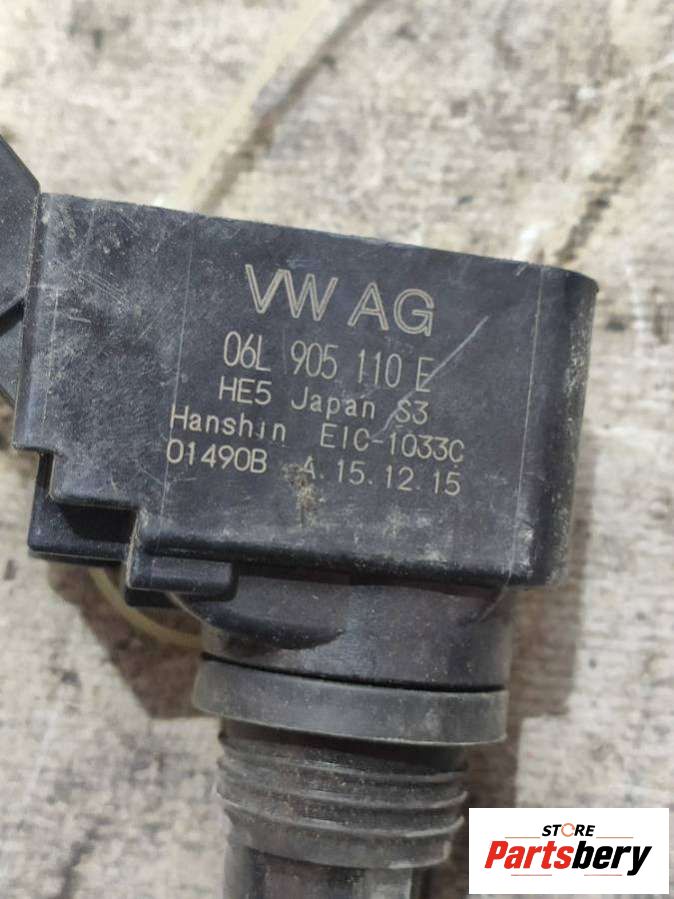 VW AG
06L 905 110 E
HE5 Japan S3
Hanshin EIC-1033C
01490B A.15.12.15
STORE
Partsbery